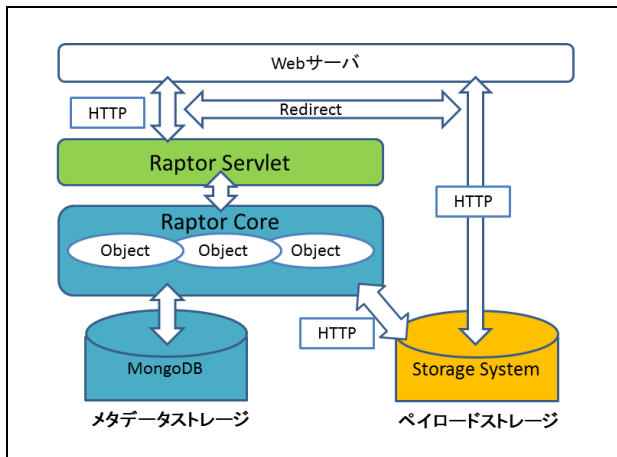 Webサーバ
HTTP
Redirect
Raptor Servlet
HTTP
Raptor Core
Object
Object
Object
HTTP
MongoDB
Storage System
メタデータストレージ
ペイロードストレージ